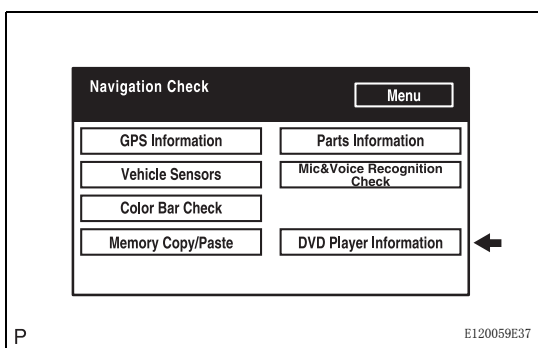 Navigation Check
Menu
GPS Information
Parts Information
Vehicle Sensors
Mic&Voice Recognition
Check
Color Bar Check
Memory Copy/Paste
DVD Player Information
P
E120059E37